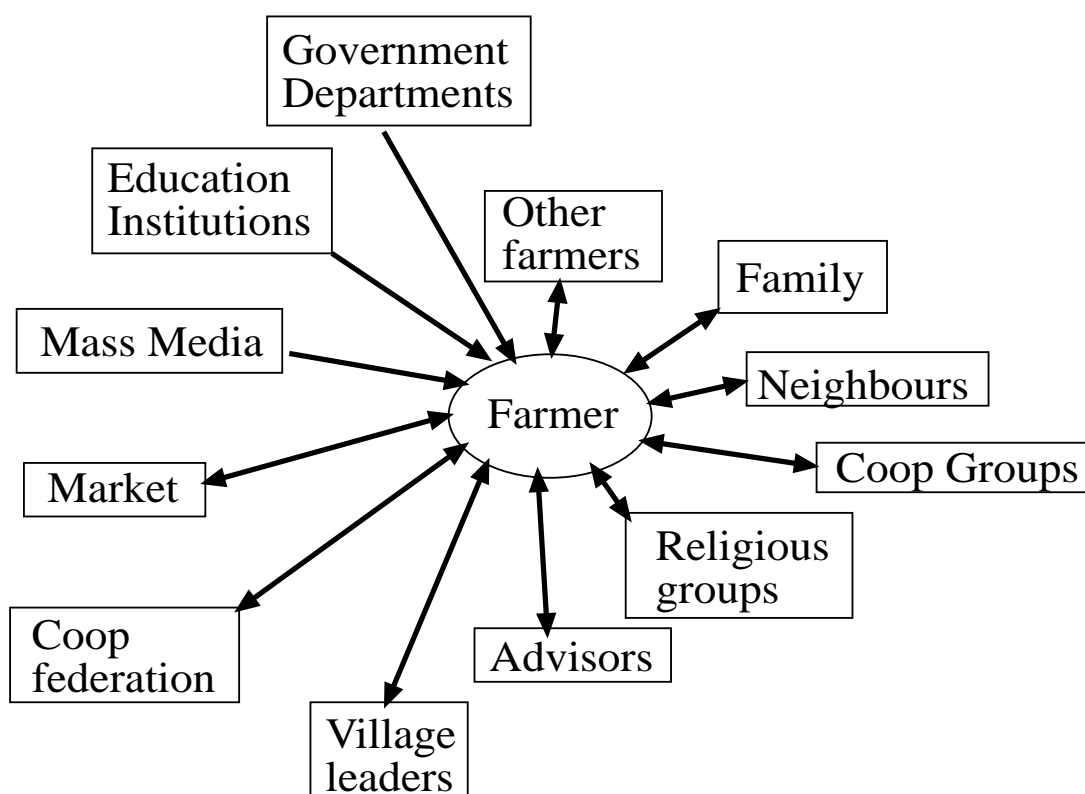 Government
Departments
Education
Institutions
Other
farmers
Family
Mass Media
Neighbours
Farmer
Market
Coop Groups
Religious
groups
Coop
federation
Advisors
Village
leaders